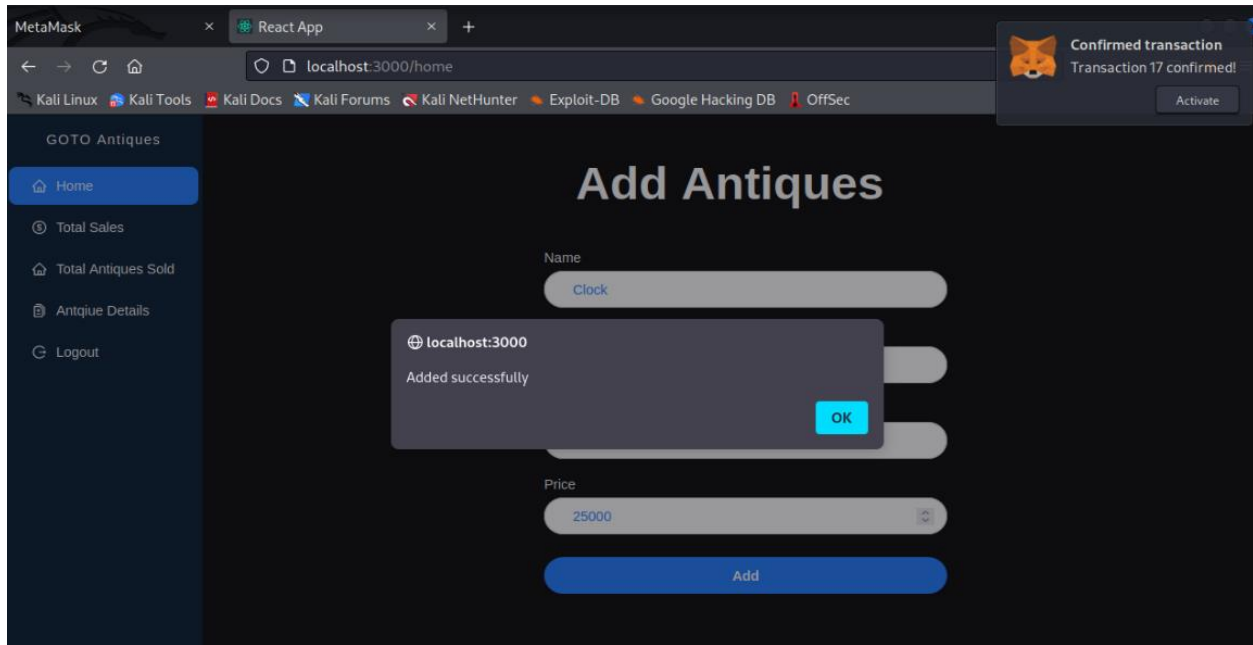 MetaMask
React App
Confirmed transaction
Transaction 17 confirmed!
Activate
localhost:3000/home
Kali Linux Kali Tools Kali Docs Kali Forums Kali NetHunter Exploit-DB Google Hacking DB OffSec
GOTO Antiques
Home
Total Sales
Total Antiques Sold
Antqiue Details
Logout
Add Antiques
Name
Clock
localhost:3000
Added successfully
OK
Price
25000
Add